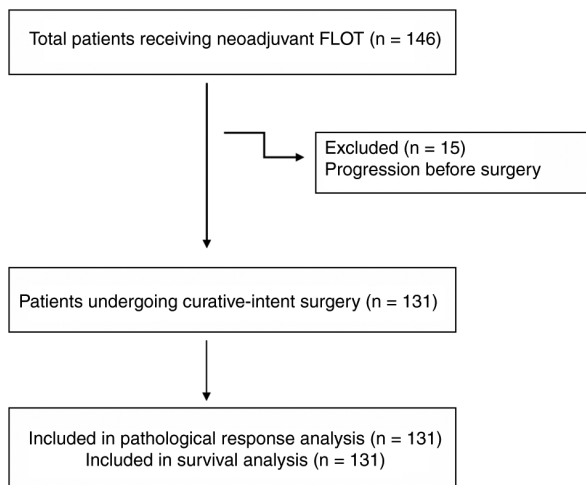 Total patients receiving neoadjuvant FLOT (n = 146)
Excluded (n = 15)
Progression before surgery
Patients undergoing curative-intent surgery (n = 131)
Included in pathological response analysis (n = 131)
Included in survival analysis (n = 131)